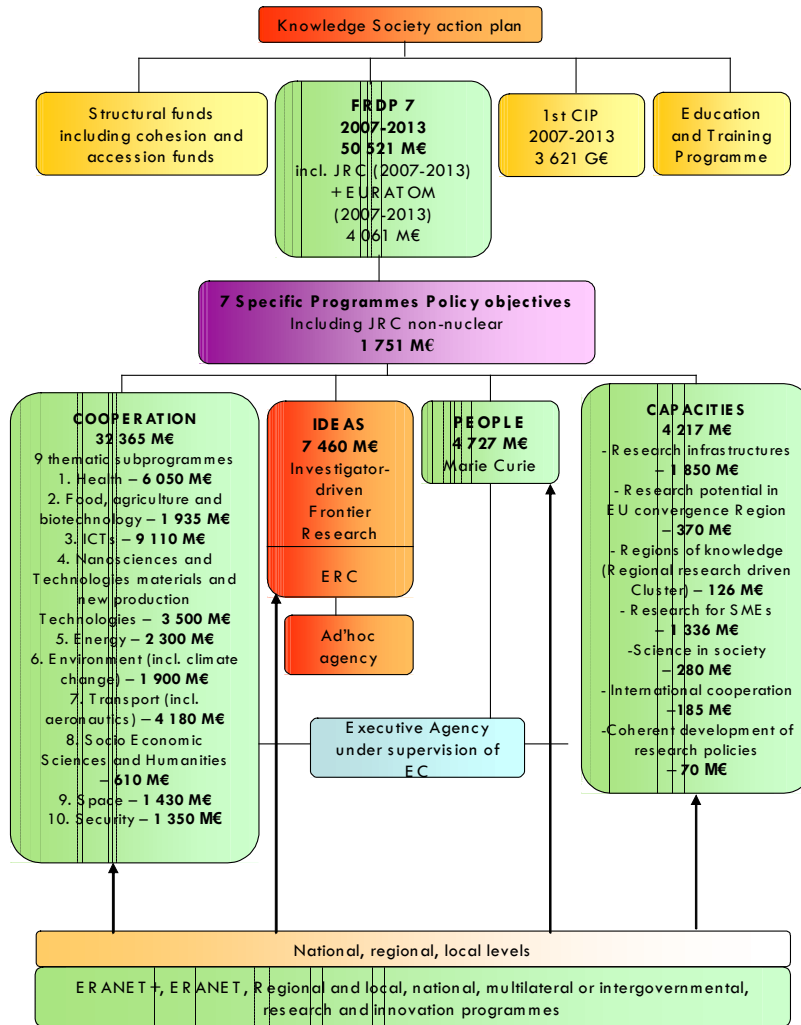 Knowledge Society action plan
Structural funds
including cohesion and
accession funds
FRDP 7
2007-2013
50 521 M€
incl. JRC (2007-2013)
+EURATOM
(2007-2013)
4 061 M€
1st CIP
2007-2013
3 621 G€
Education
and Training
Programme
7 Specific Programmes Policy objectives
Including JRC non-nuclear
1 751 M€
COOPERATION
32 365 M€
9 thematic subprogrammes
1. Health – 6 050 M€
2. Food, agriculture and
biotechnology – 1 935 M€
3. ICTs – 9 110 M€
4. Nanosciences and
Technologies materials and
new production
Technologies – 3 500 M€
5. Energy – 2 300 M€
6. Environment (incl. climate
change) – 1 900 M€
7. Transport (incl.
aeronautics) – 4 180 M€
8. Socio Economic
Sciences and Humanities
– 610 M€
9. Space – 1 430 M€
10. Security – 1 350 M€
IDEAS
7 460 M€
Investigator-
driven
Frontier
Research
ERC
Ad'hoc
agency
PEOPLE
4 727 M€
Marie Curie
Executive Agency
under supervision of
EC
CAPACITIES
4 217 M€
- Research infrastructures
– 1 850 M€
- Research potential in
EU convergence Region
– 370 M€
- Regions of knowledge
(Regional research driven
Cluster) – 126 M€
- Research for SMEs
– 1 336 M€
-Science in society
– 280 M€
- International cooperation
–185 M€
-Coherent development of
research policies
– 70 M€
National, regional, local levels
ERANET+, ERANET, Regional and local, national, multilateral or intergovernmental,
research and innovation programmes